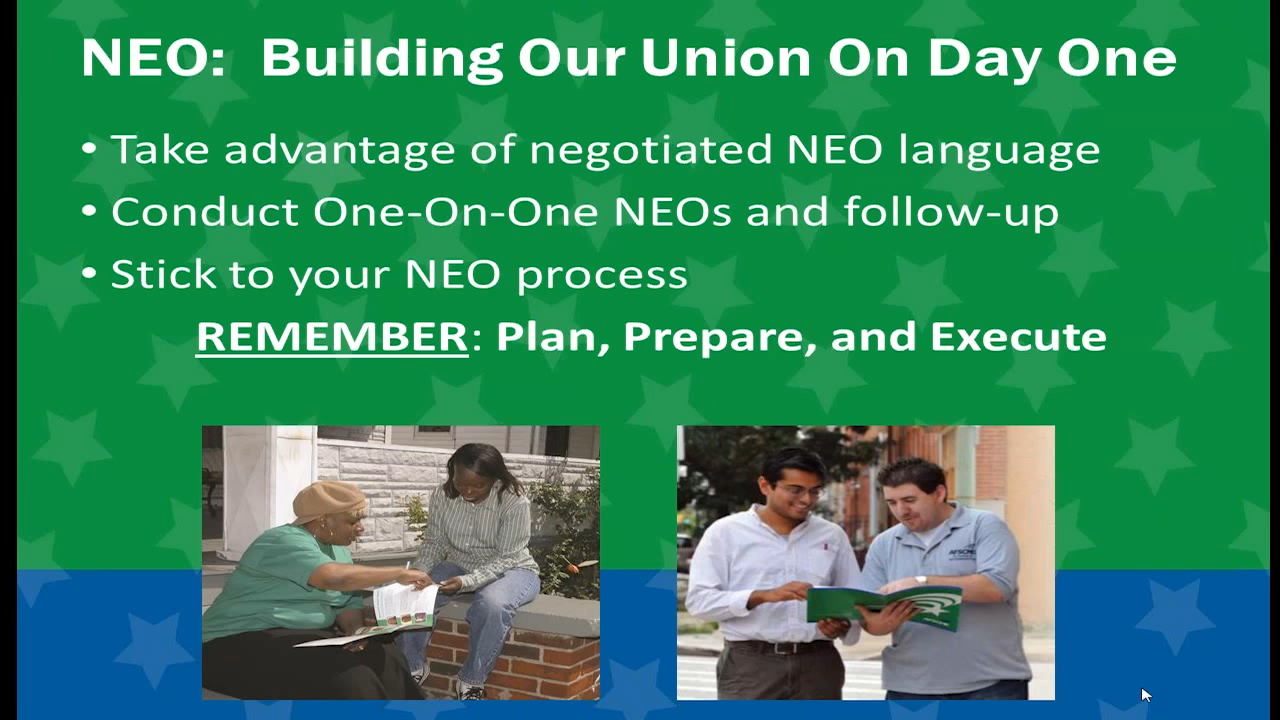 NEO: Building Our Union On Day One
• Take advantage of negotiated NEO language
• Conduct One-On-One NEOs and follow-up
• Stick to your NEO process
REMEMBER: Plan, Prepare, and Execute
AFSCME